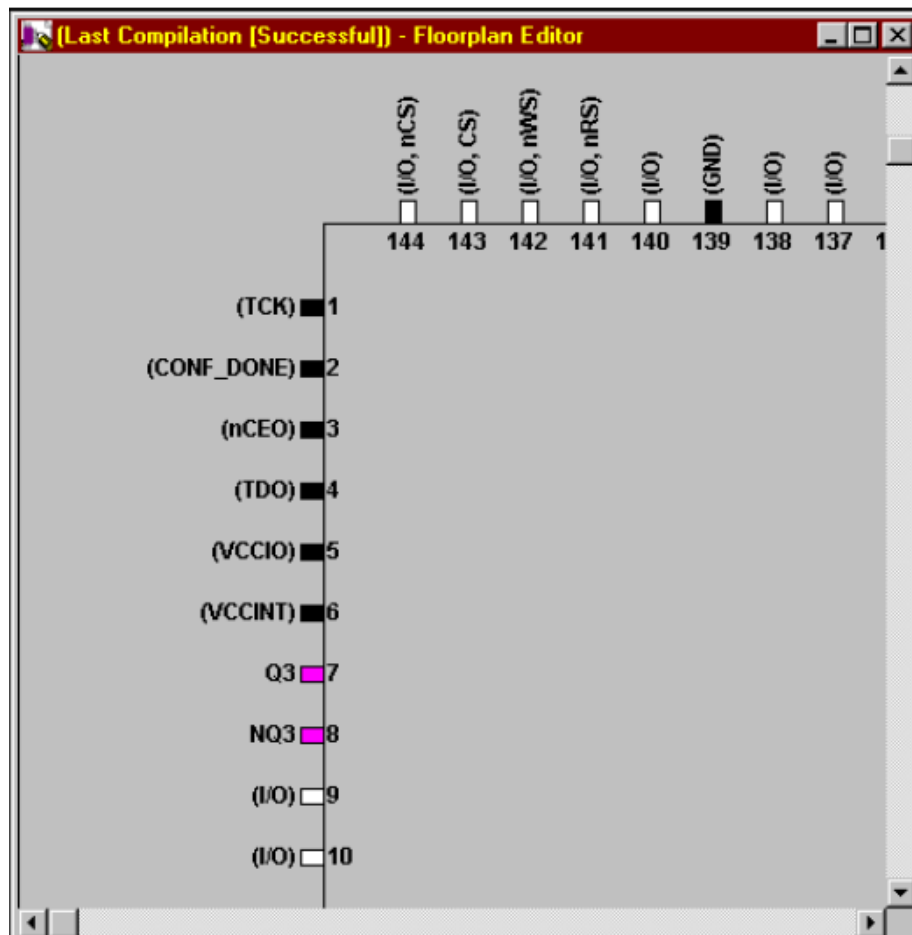 (Last Compilation [Successful]) - Floorplan Editor
(I/O, nCS)
(I/O, CS)
(I/O, nWS)
(I/O, nRS)
(I/O)
(GND)
(I/O)
(I/O)
144 143 142 141 140 139 138 137 1
(TCK) 1
(CONF_DONE) 2
(nCEO) 3
(TDO) 4
(VCCIO) 5
(VCCINT) 6
Q3 7
NQ3 8
(I/O) 9
(I/O) 10